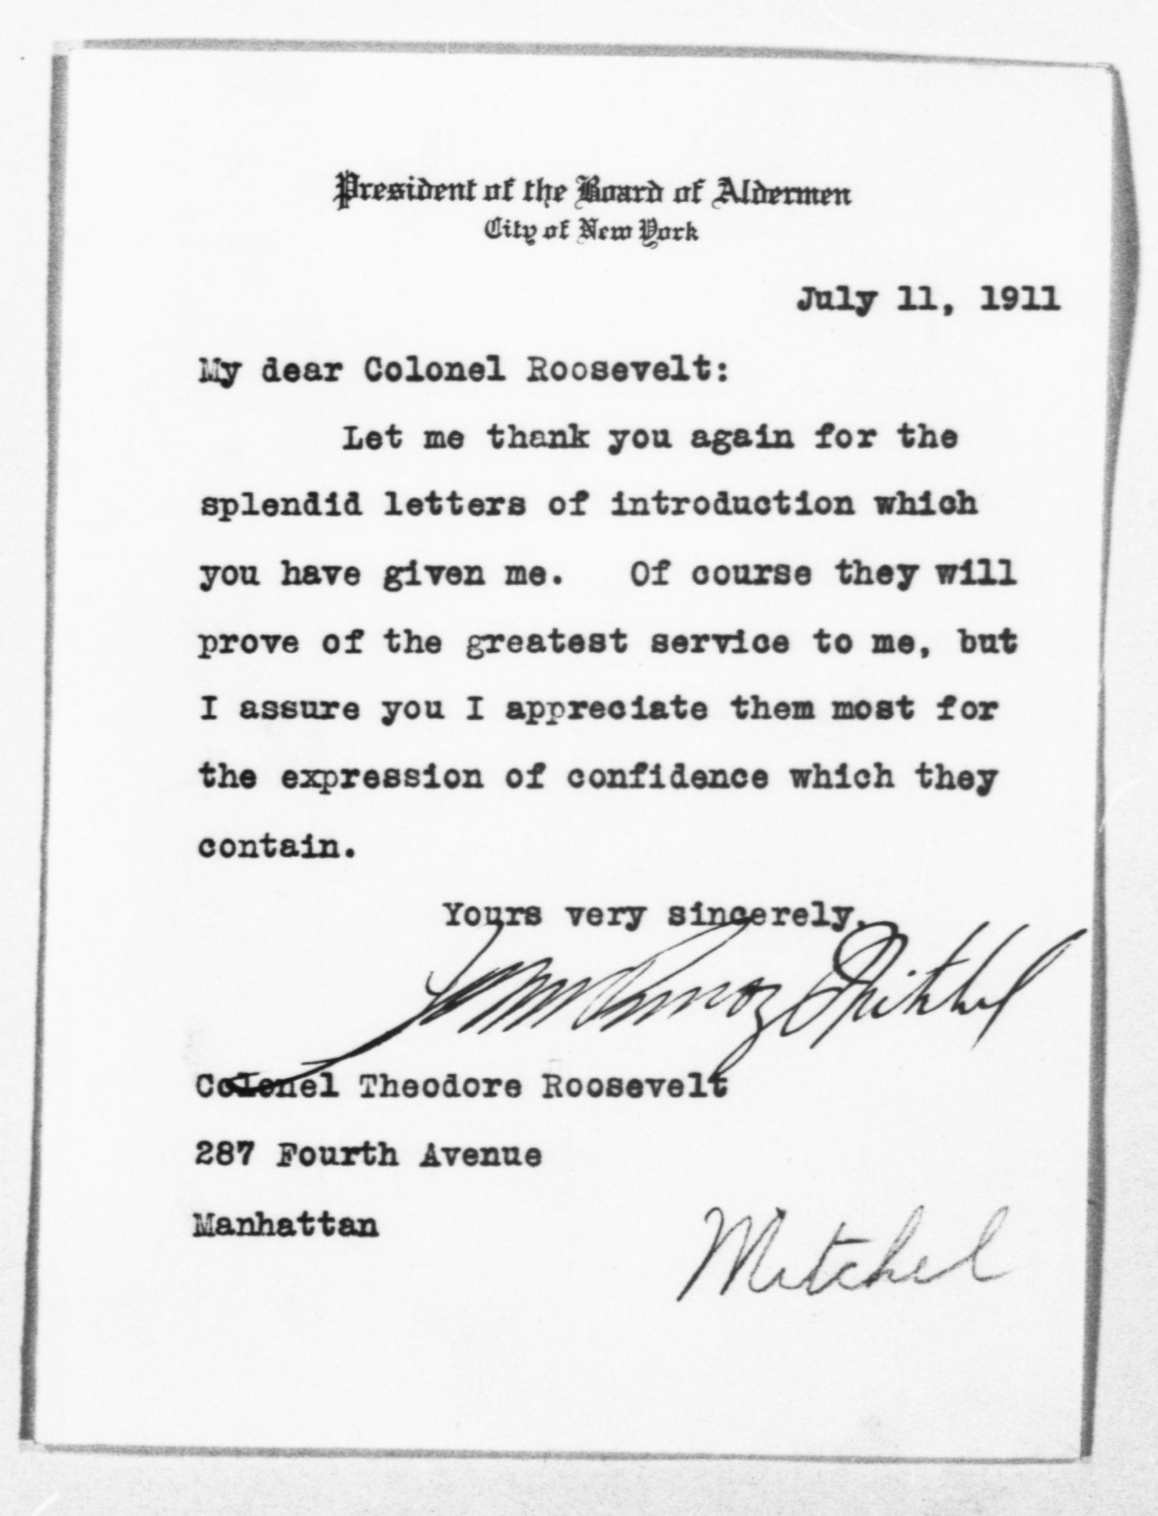 President of the Board of Aldermen
City of New York
July 11, 1911
My dear Colonel Roosevelt:
Let me thank you again for the
splendid letters of introduction which
you have given me. Of course they will
prove of the greatest service to me, but
I assure you I appreciate them most for
the expression of confidence which they
contain.
Yours very sincerely,
John Purroy Mitchel
Colonel Theodore Roosevelt
287 Fourth Avenue
Manhattan
Mitchel